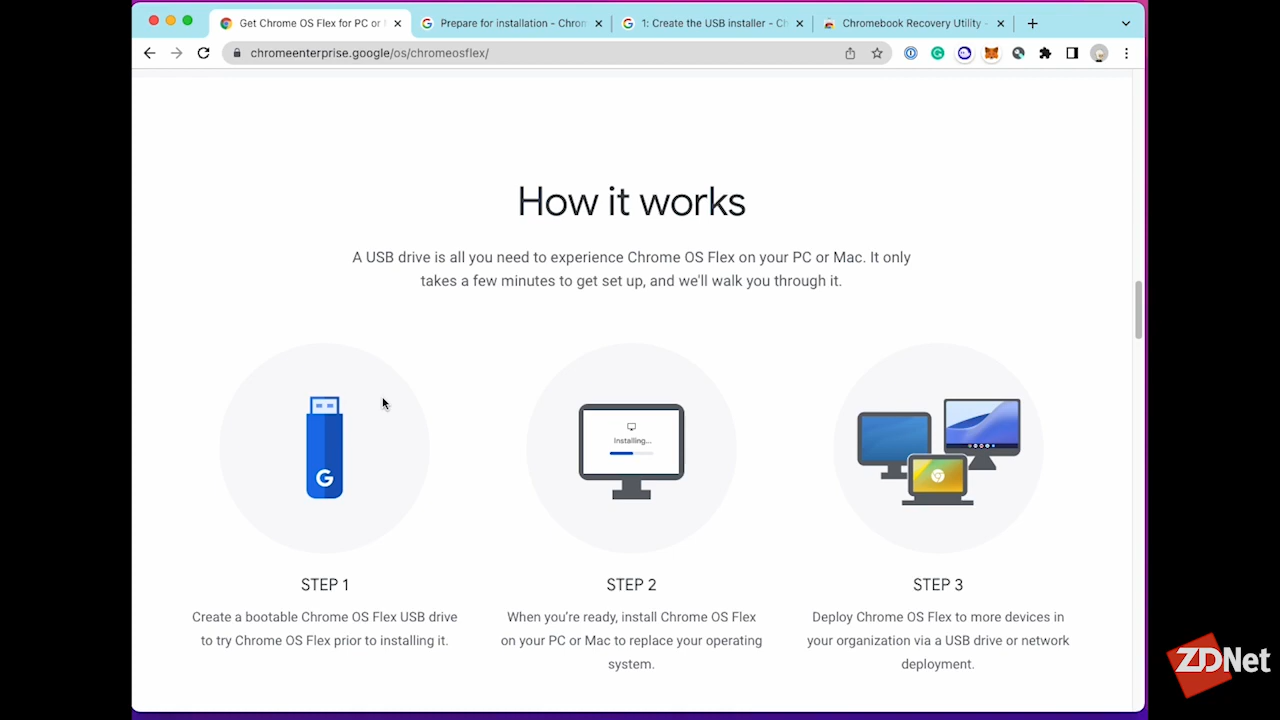 Get Chrome OS Flex for PC or M
Prepare for installation - Chrom
1: Create the USB installer - Ch
Chromebook Recovery Utility -
chromeenterprise.google/os/chromeosflex/
How it works
A USB drive is all you need to experience Chrome OS Flex on your PC or Mac. It only
takes a few minutes to get set up, and we'll walk you through it.
G
Installing...
STEP 1
Create a bootable Chrome OS Flex USB drive
to try Chrome OS Flex prior to installing it.
STEP 2
When you're ready, install Chrome OS Flex
on your PC or Mac to replace your operating
system.
STEP 3
Deploy Chrome OS Flex to more devices in
your organization via a USB drive or network
deployment.
ZDNet